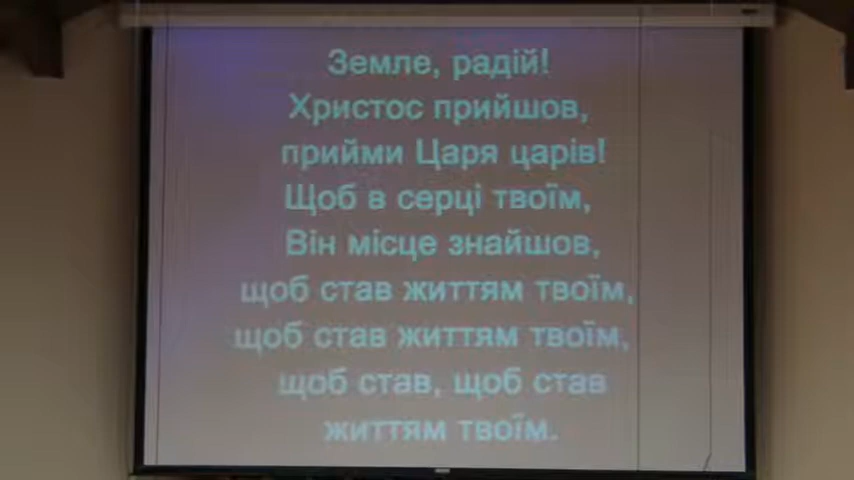 Земле, радій!
Христос прийшов,
прийми Царя царів!
Щоб в серці твоїм,
Він місце знайшов,
щоб став життям твоїм,
щоб став життям твоїм,
щоб став, щоб став
життям твоїм.